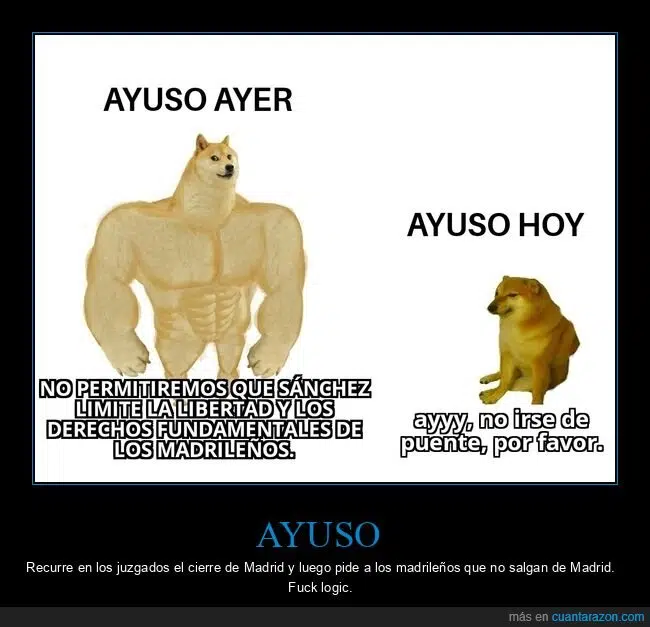 AYUSO AYER
NO PERMITIREMOS QUE SÁNCHEZ
LIMITE LA LIBERTAD Y LOS
DERECHOS FUNDAMENTALES DE
LOS MADRILEÑOS.
AYUSO HOY
ayyy, no irse de
puente, por favor.
AYUSO
Recurre en los juzgados el cierre de Madrid y luego pide a los madrileños que no salgan de Madrid.
Fuck logic.
más en cuantarazon.com